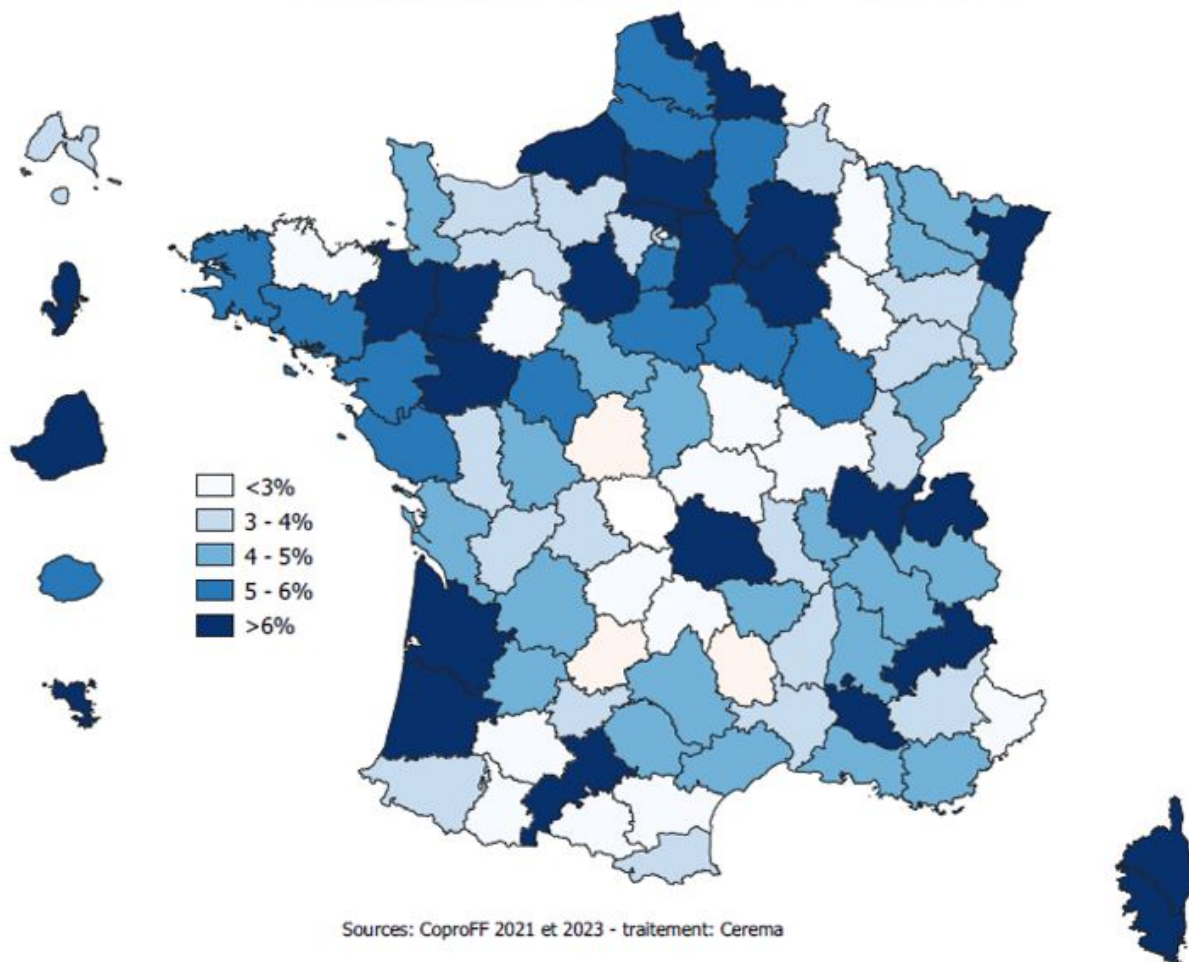 <3%
3 - 4%
4 - 5%
5 - 6%
>6%
Sources: CoproFF 2021 et 2023 - traitement: Cerema